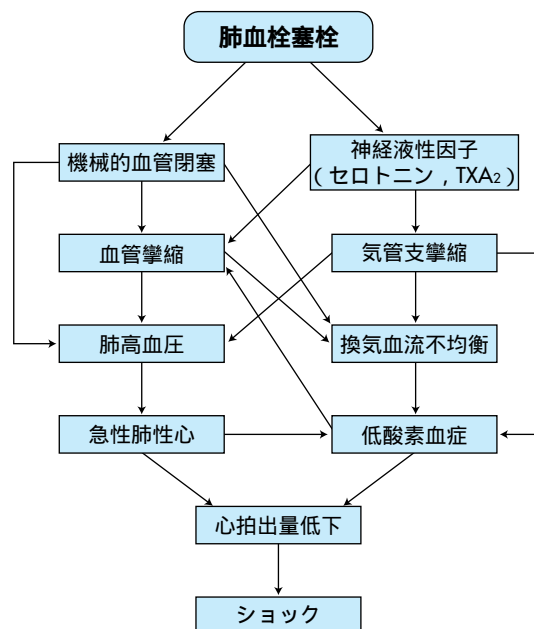 肺血栓塞栓
機械的血管閉塞
神経液性因子
（セロトニン，TXA₂）
血管攣縮
気管支攣縮
肺高血圧
換気血流不均衡
急性肺性心
低酸素血症
心拍出量低下
ショック